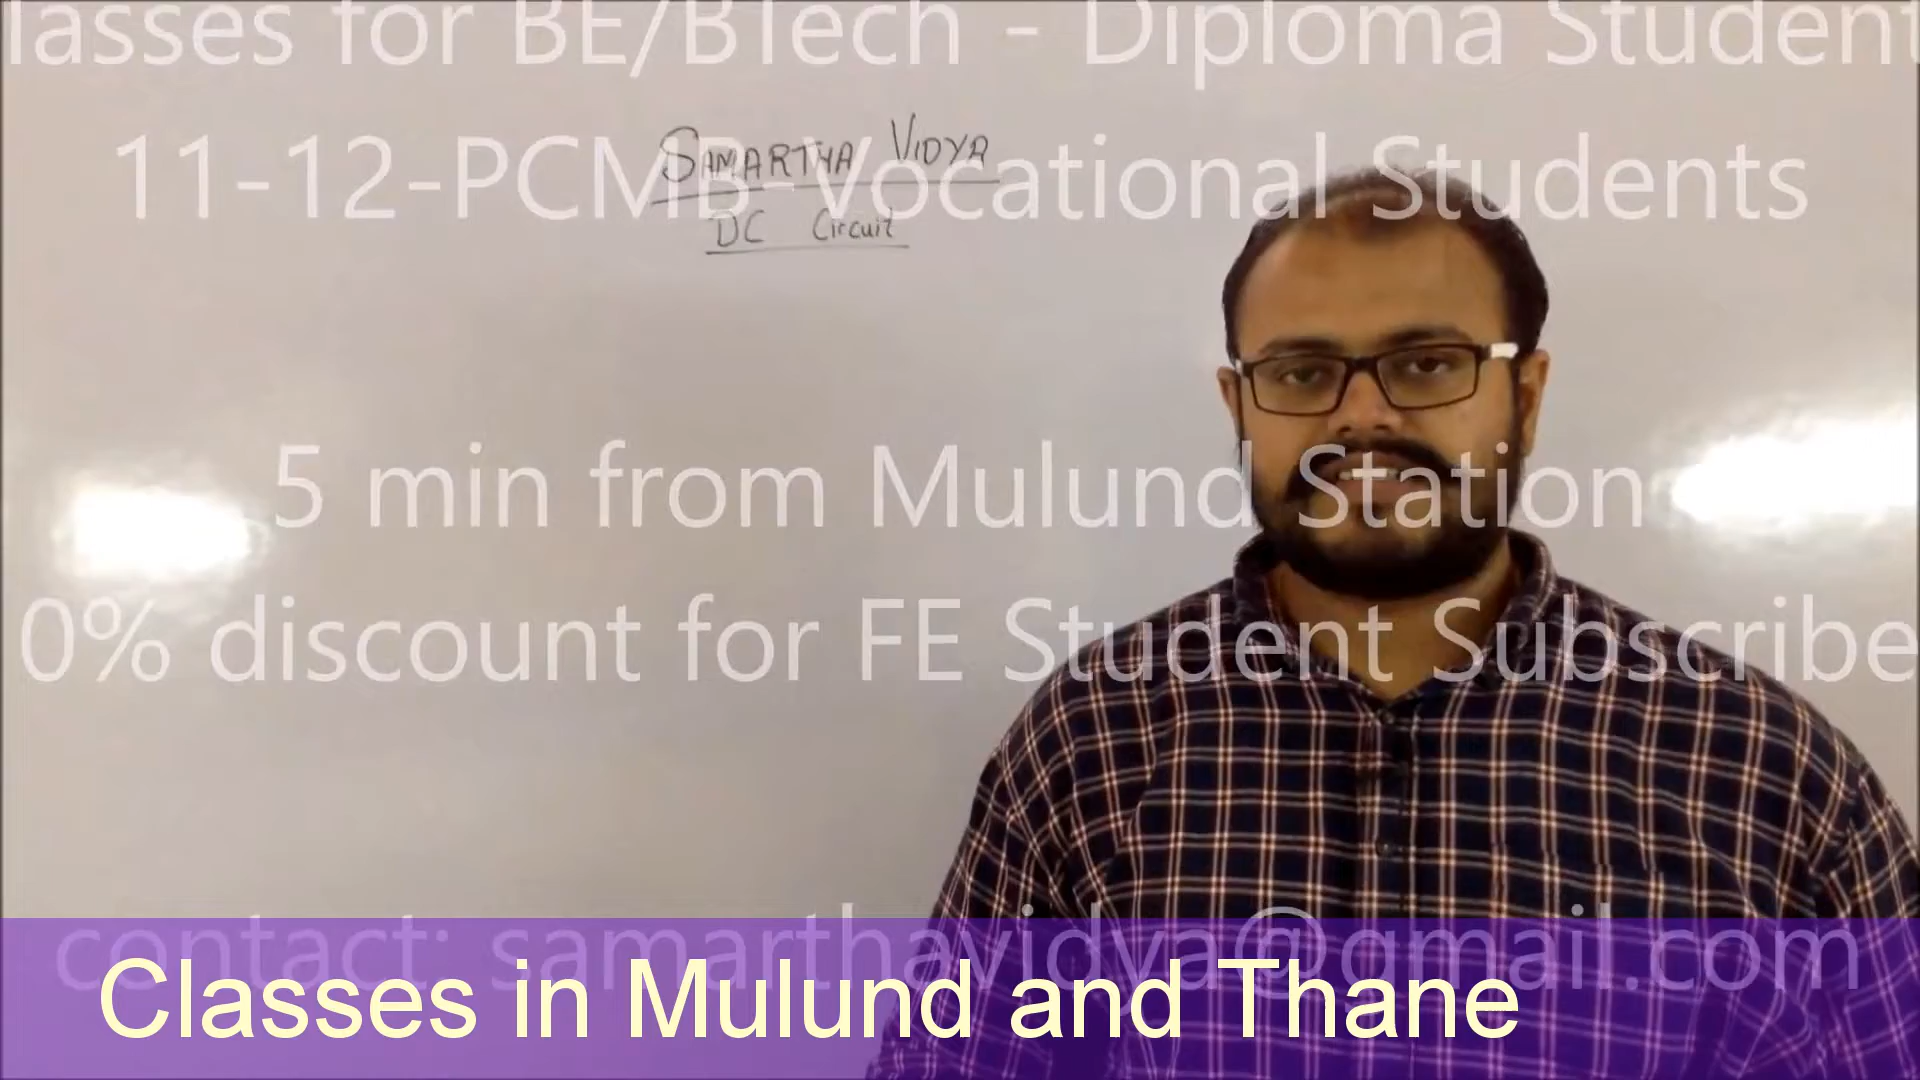 lasses for BE/BTech - Diploma Student
11-12-PCMB-Vocational Students
SAMARTHA VIDYA
DC Circuit
5 min from Mulund Station
0% discount for FE Student Subscribe
contact: samarthavidya@gmail.com
Classes in Mulund and Thane